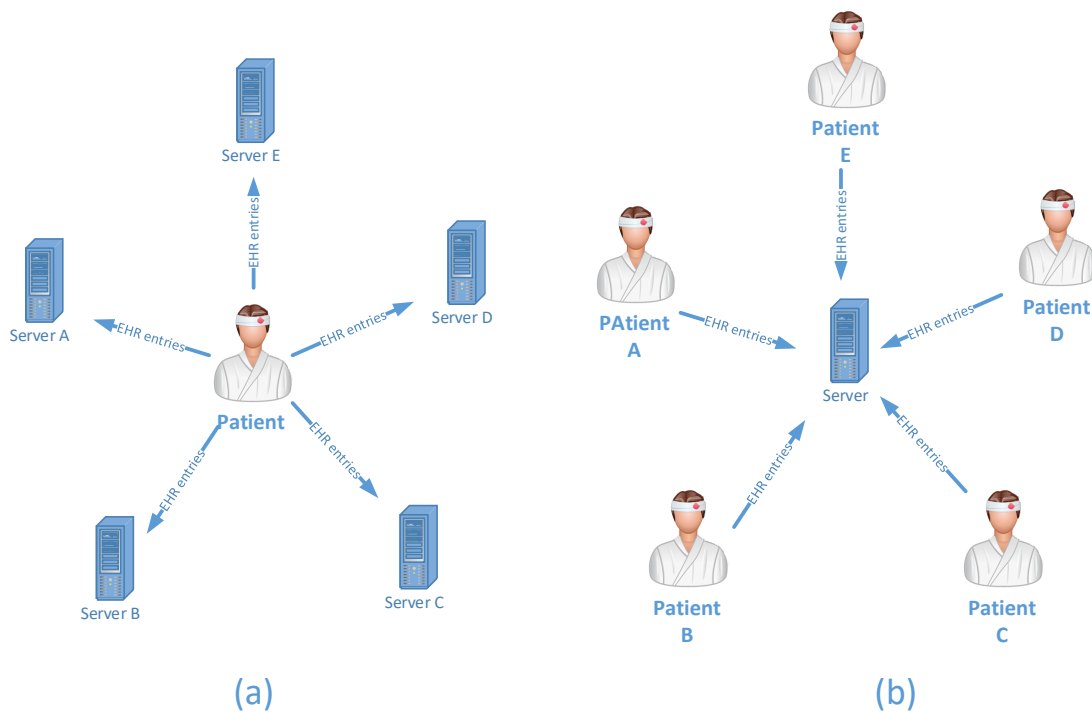 Server E
EHR entries
Server A
EHR entries
Server D
EHR entries
Patient
EHR entries
EHR entries
Server B
Server C
(a)
Patient
E
EHR entries
PAtient
A
EHR entries
Patient
D
EHR entries
Server
EHR entries
EHR entries
Patient
B
Patient
C
(b)